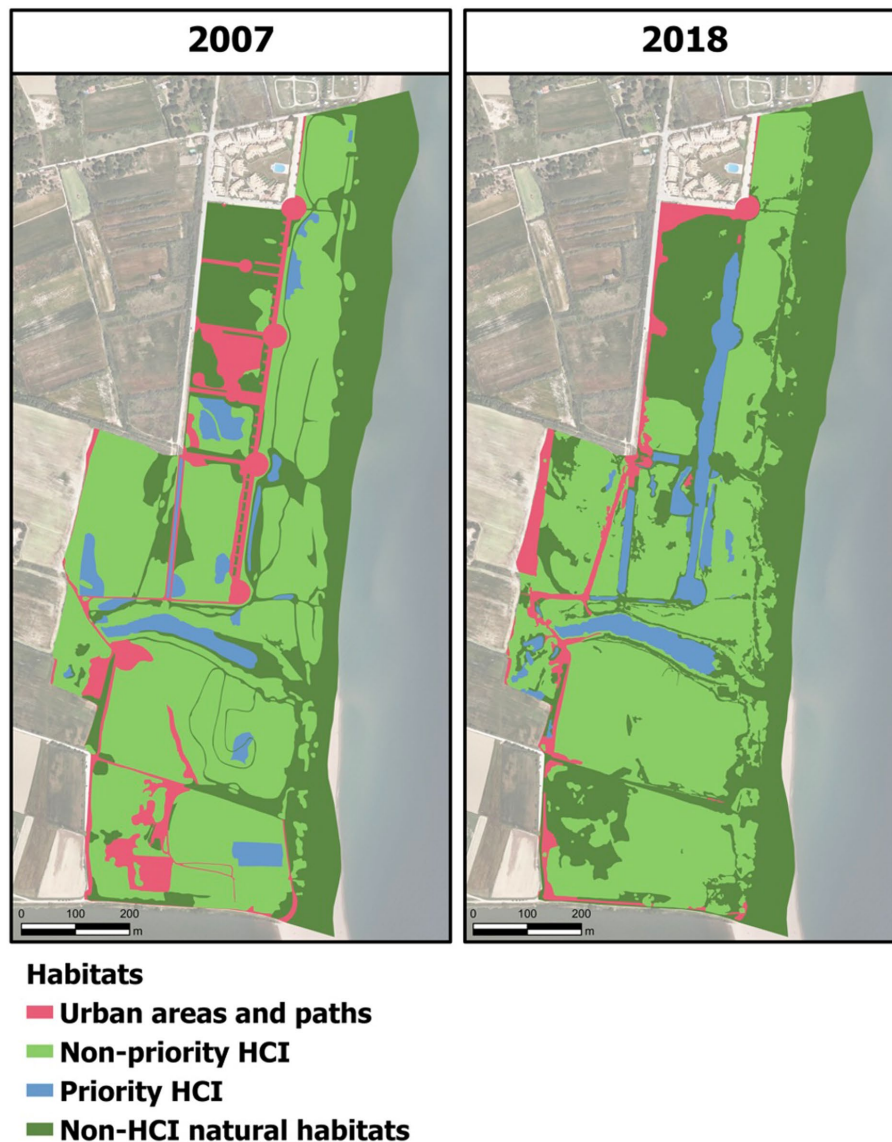 2007
2018
0 100 200
m
0 100 200
m
Habitats
Urban areas and paths
Non-priority HCI
Priority HCI
Non-HCI natural habitats